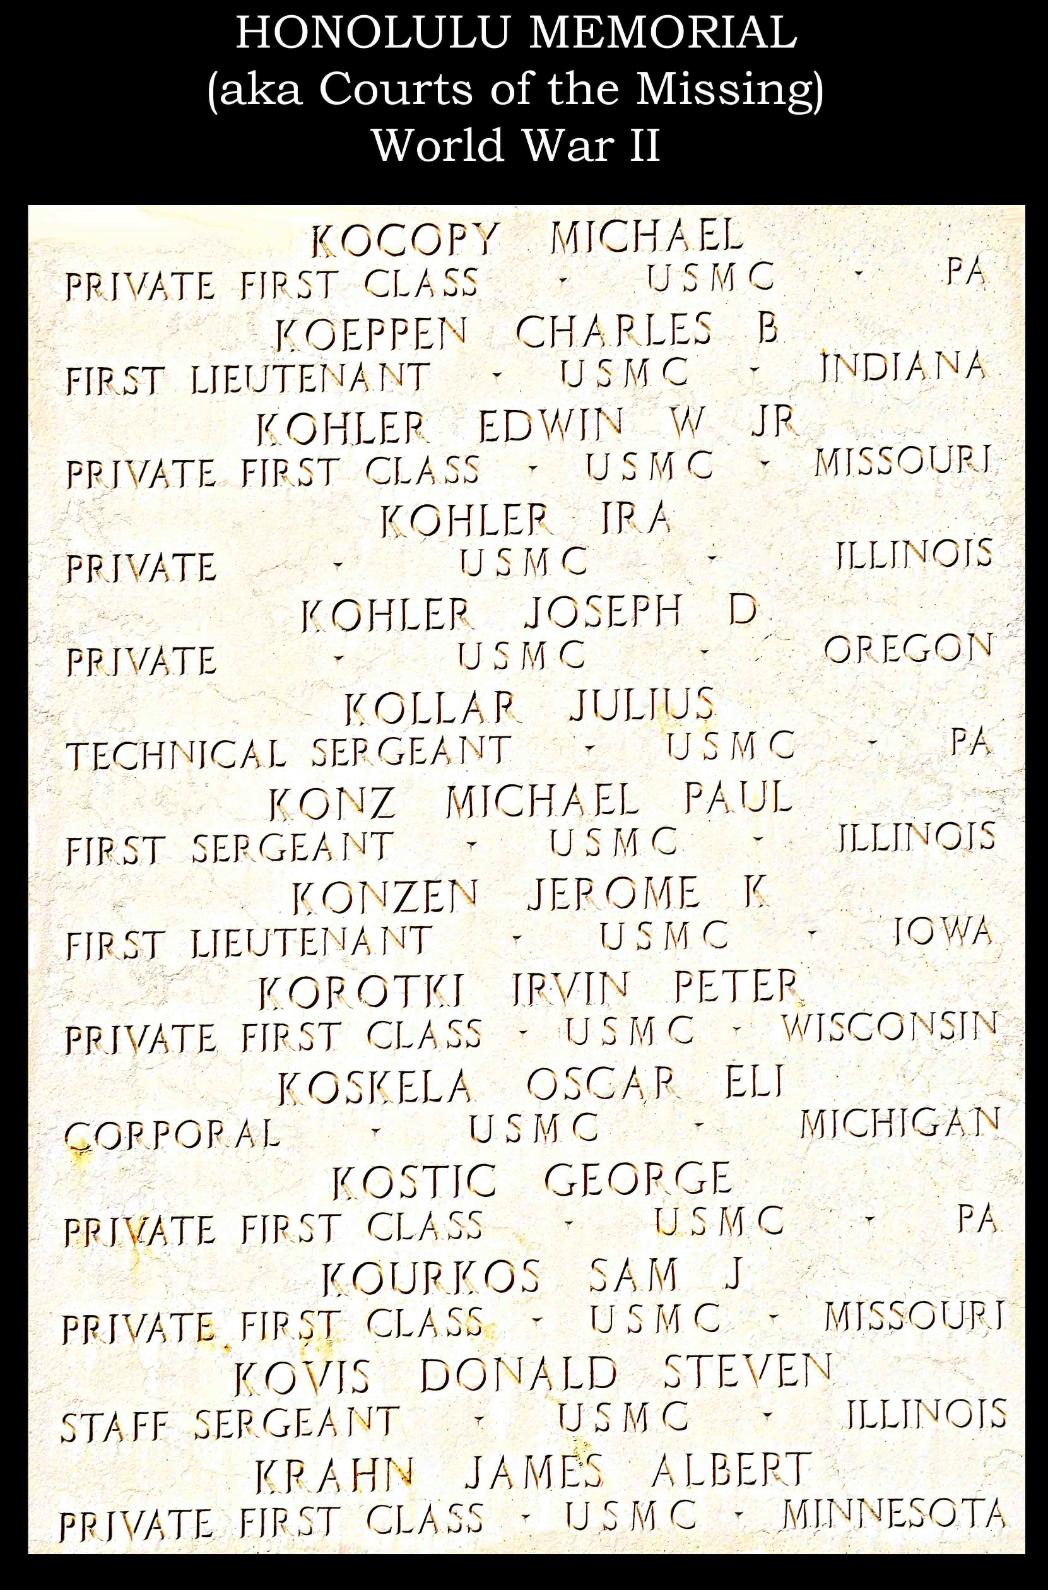 HONOLULU MEMORIAL
(aka Courts of the Missing)
World War II
KOCOPY MICHAEL
PRIVATE FIRST CLASS · USMC · PA
KOEPPEN CHARLES B
FIRST LIEUTENANT · USMC · INDIANA
KOHLER EDWIN W JR
PRIVATE FIRST CLASS · USMC · MISSOURI
KOHLER IRA
PRIVATE · USMC · ILLINOIS
KOHLER JOSEPH D
PRIVATE · USMC · OREGON
KOLLAR JULIUS
TECHNICAL SERGEANT · USMC · PA
KONZ MICHAEL PAUL
FIRST SERGEANT · USMC · ILLINOIS
KONZEN JEROME K
FIRST LIEUTENANT · USMC · IOWA
KOROTKI IRVIN PETER
PRIVATE FIRST CLASS · USMC · WISCONSIN
KOSKELA OSCAR ELI
CORPORAL · USMC · MICHIGAN
KOSTIC GEORGE
PRIVATE FIRST CLASS · USMC · PA
KOURKOS SAM J
PRIVATE FIRST CLASS · USMC · MISSOURI
KOVIS DONALD STEVEN
STAFF SERGEANT · USMC · ILLINOIS
KRAHN JAMES ALBERT
PRIVATE FIRST CLASS · USMC · MINNESOTA